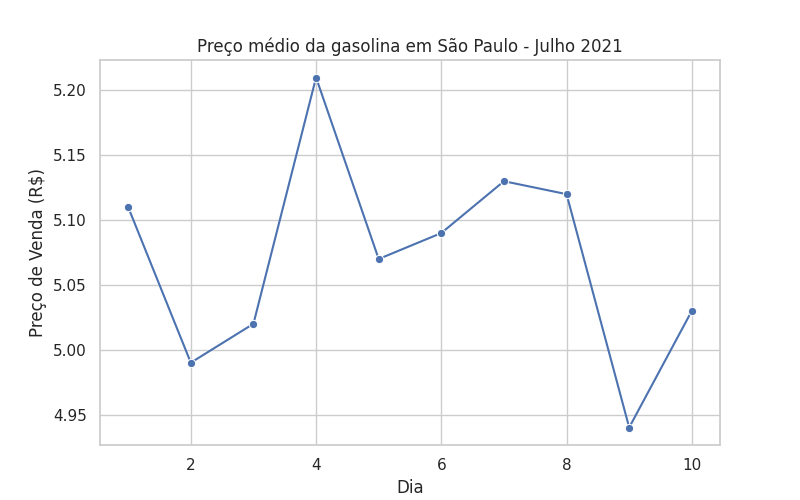 Preço médio da gasolina em São Paulo - Julho 2021
Preço de Venda (R$)
5.20
5.15
5.10
5.05
5.00
4.95
2 4 6 8 10
Dia